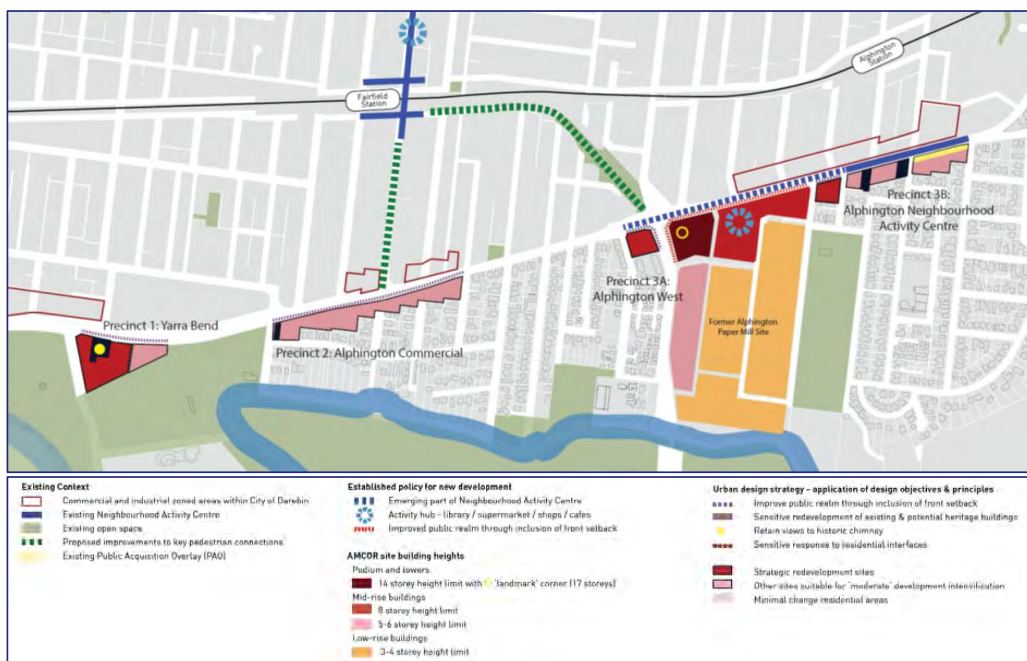 Alphington
Station
Fairfield
Station
Precinct 3B:
Alphington Neighbourhood
Activity Centre
Precinct 3A:
Alphington West
Precinct 1: Yarra Bend
Former Alphington
Paper Mill Site
Precinct 2: Alphington Commercial
Existing Context
Commercial and industrial zoned areas within City of Darebin
Existing Neighbourhood Activity Centre
Existing open space
Proposed improvements to key pedestrian connections
Existing Public Acquisition Overlay (PAO)
Established policy for new development
Emerging part of Neighbourhood Activity Centre
Activity hub - library / supermarket / shops / cafes
Improved public realm through inclusion of front setback
AMCOR site building heights
Podium and towers
14 storey height limit with 'landmark' corner (17 storeys)
Mid-rise buildings
8 storey height limit
5-6 storey height limit
Low-rise buildings
3-4 storey height limit
Urban design strategy - application of design objectives & principles
Improve public realm through inclusion of front setback
Sensitive redevelopment of existing & potential heritage buildings
Retain views to historic chimney
Sensitive response to residential interfaces
Strategic redevelopment sites
Other sites suitable for 'moderate' development intensification
Minimal change residential areas